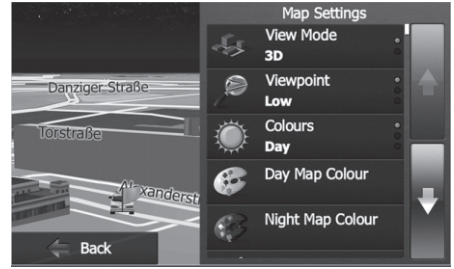 Map Settings
View Mode
3D
Viewpoint
Low
Colours
Day
Day Map Colour
Night Map Colour
Danziger Straße
Torstraße
Alexanderst
Back